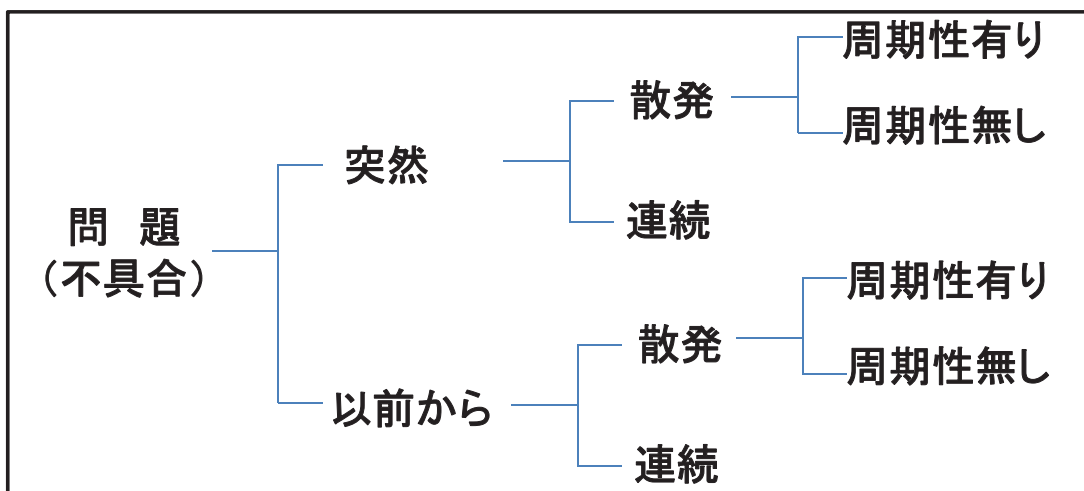 問 題
(不具合)
突然
散発
周期性有り
周期性無し
連続
以前から
散発
周期性有り
周期性無し
連続